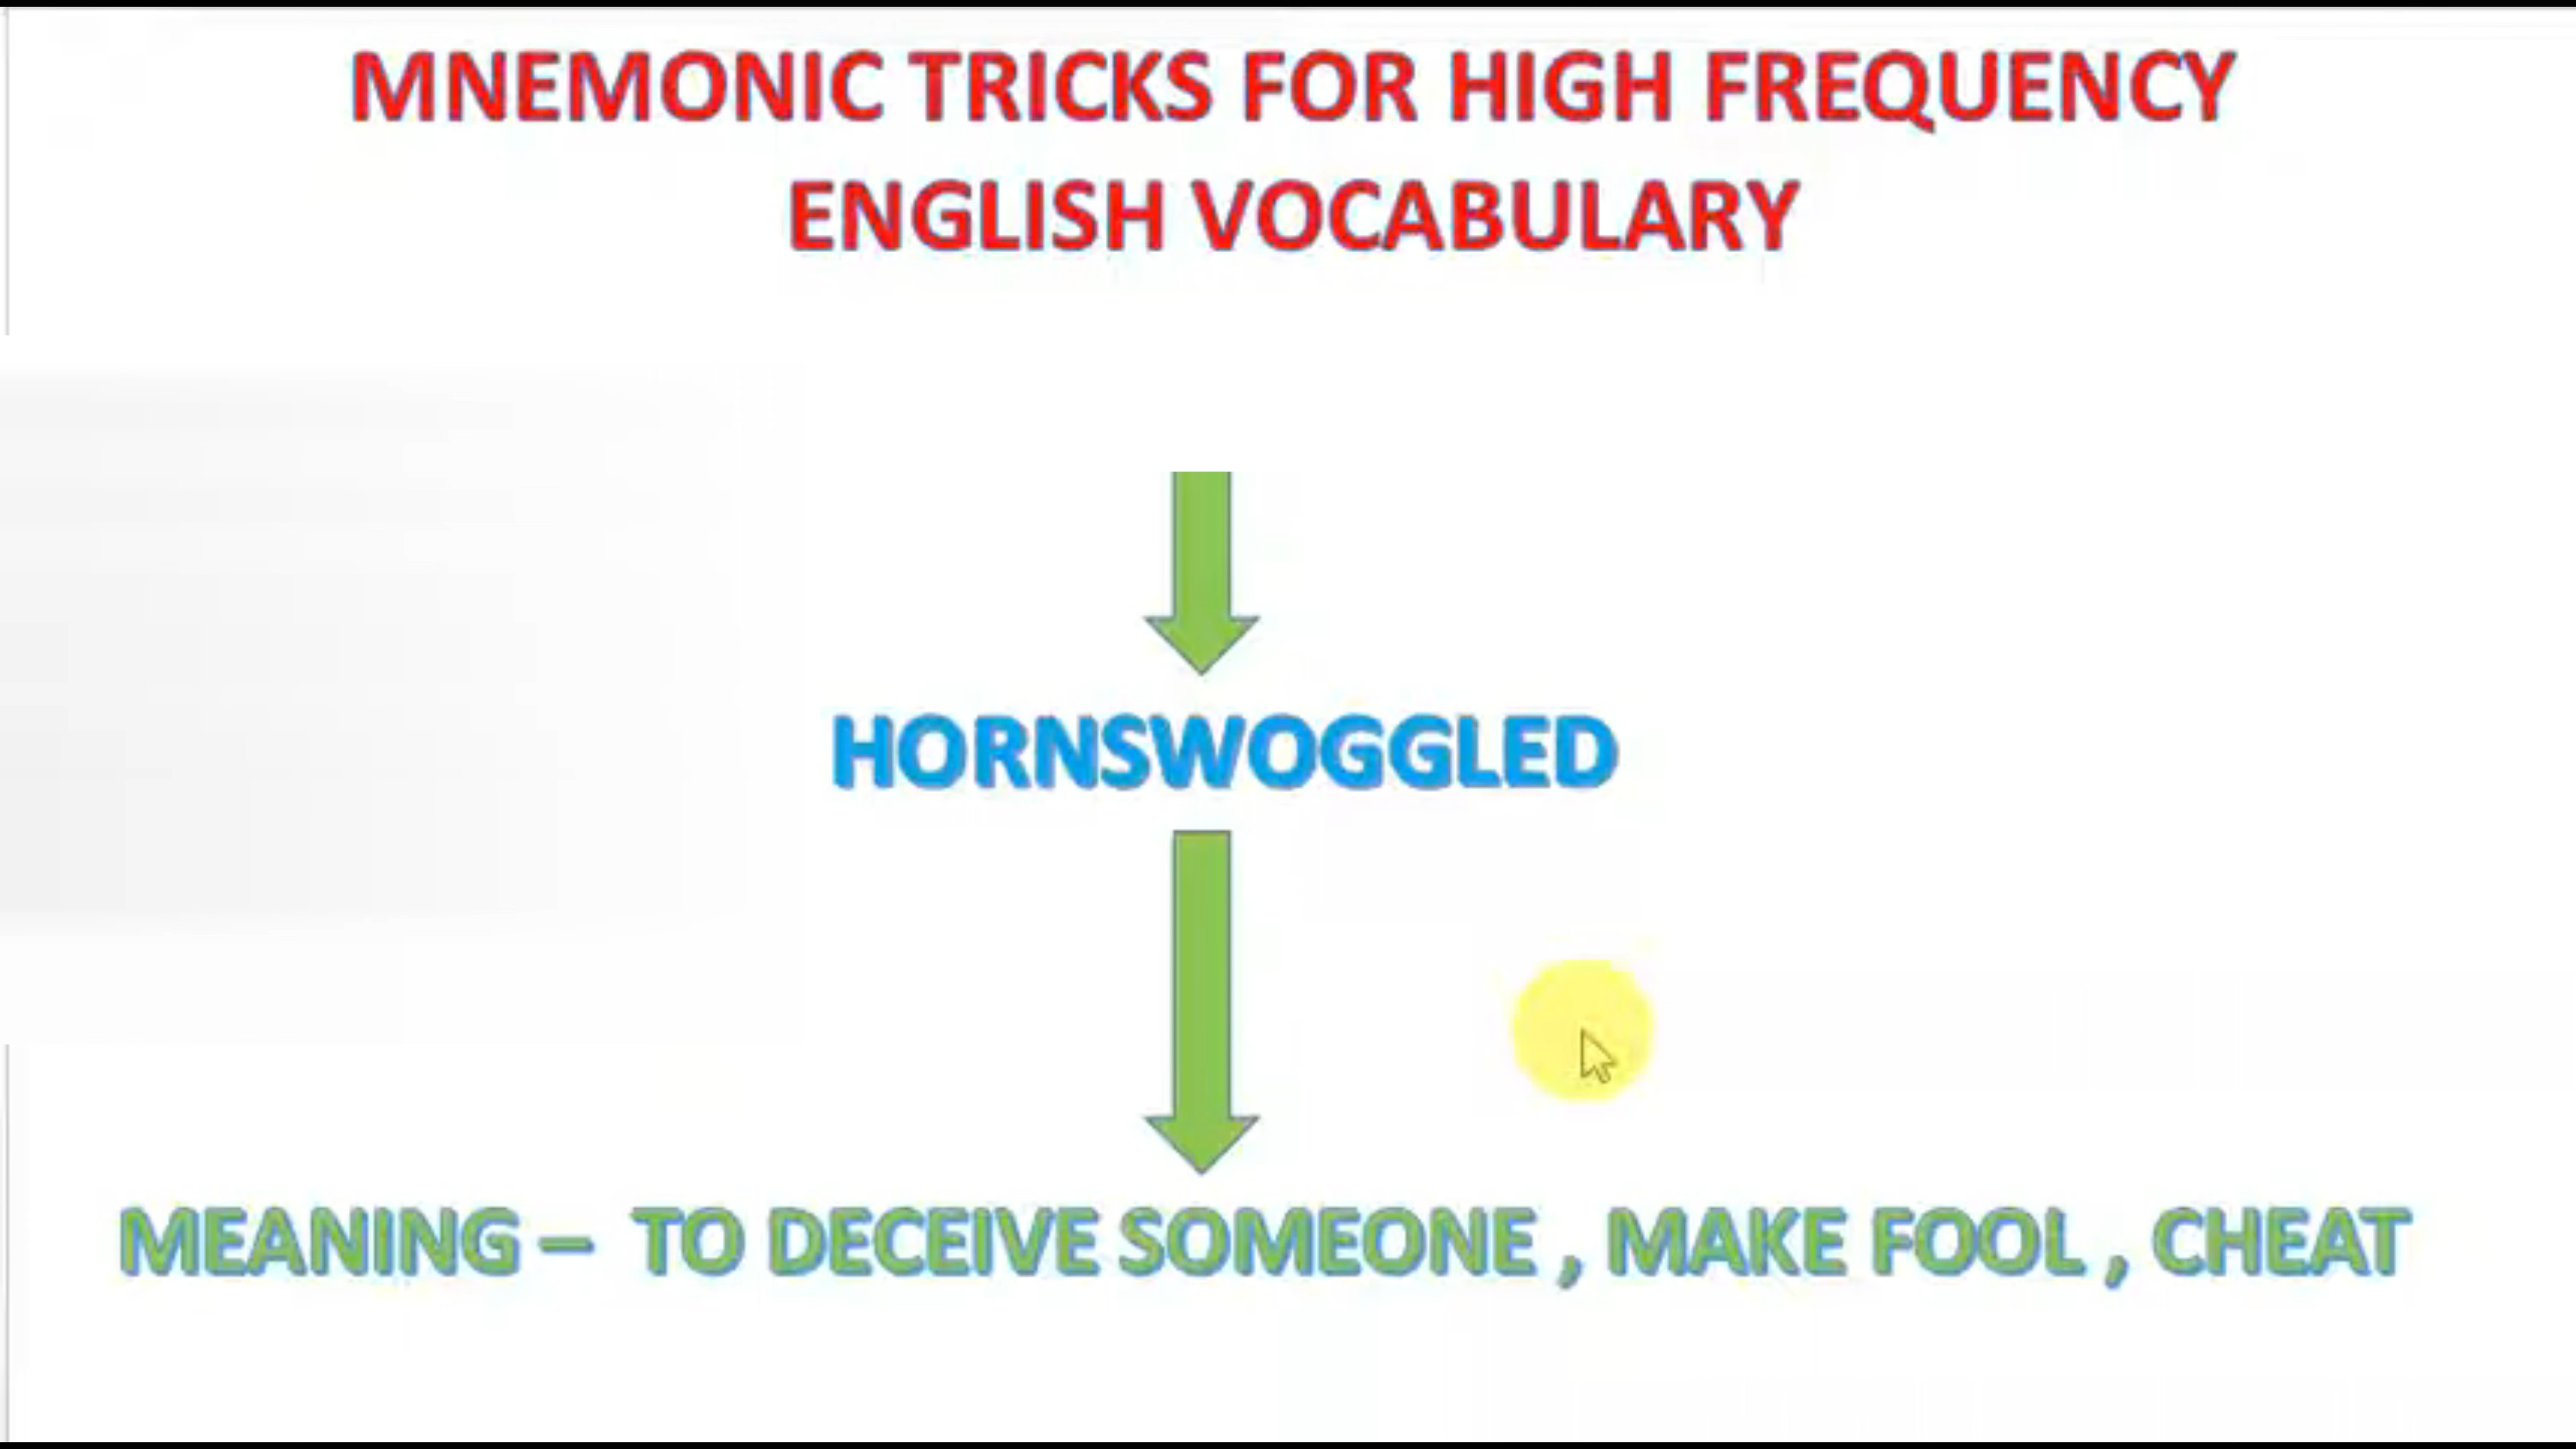 MNEMONIC TRICKS FOR HIGH FREQUENCY
ENGLISH VOCABULARY
HORNSWOGGLED
MEANING – TO DECEIVE SOMEONE , MAKE FOOL , CHEAT